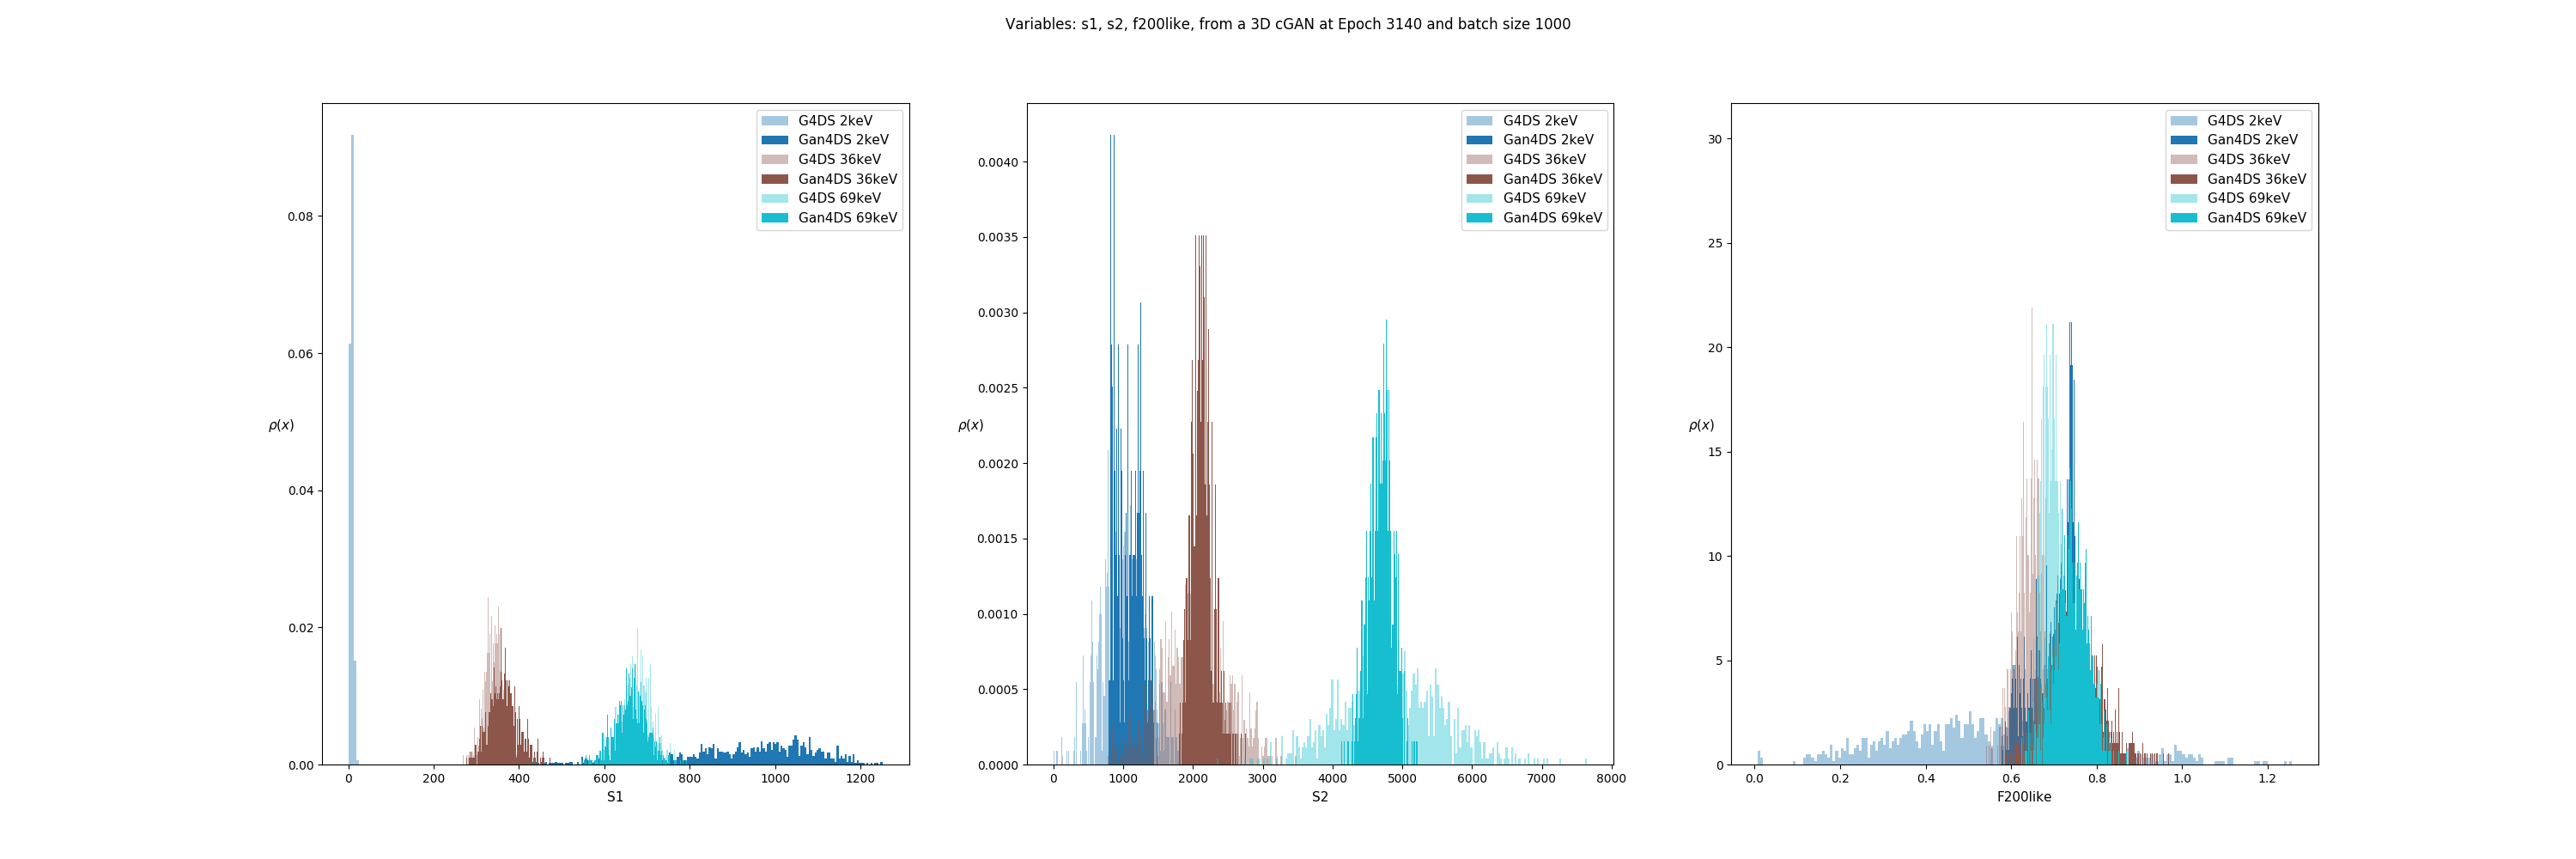 Variables: s1, s2, f200like, from a 3D cGAN at Epoch 3140 and batch size 1000
G4DS 2keV
Gan4DS 2keV
G4DS 36keV
Gan4DS 36keV
G4DS 69keV
Gan4DS 69keV
0.08
0.06
ρ(x)
0.04
0.02
0.00
0 200 400 600 800 1000 1200
S1
G4DS 2keV
Gan4DS 2keV
G4DS 36keV
Gan4DS 36keV
G4DS 69keV
Gan4DS 69keV
0.0040
0.0035
0.0030
0.0025
ρ(x)
0.0020
0.0015
0.0010
0.0005
0.0000
0 1000 2000 3000 4000 5000 6000 7000 8000
S2
G4DS 2keV
Gan4DS 2keV
G4DS 36keV
Gan4DS 36keV
G4DS 69keV
Gan4DS 69keV
30
25
20
ρ(x)
15
10
5
0
0.0 0.2 0.4 0.6 0.8 1.0 1.2
F200like